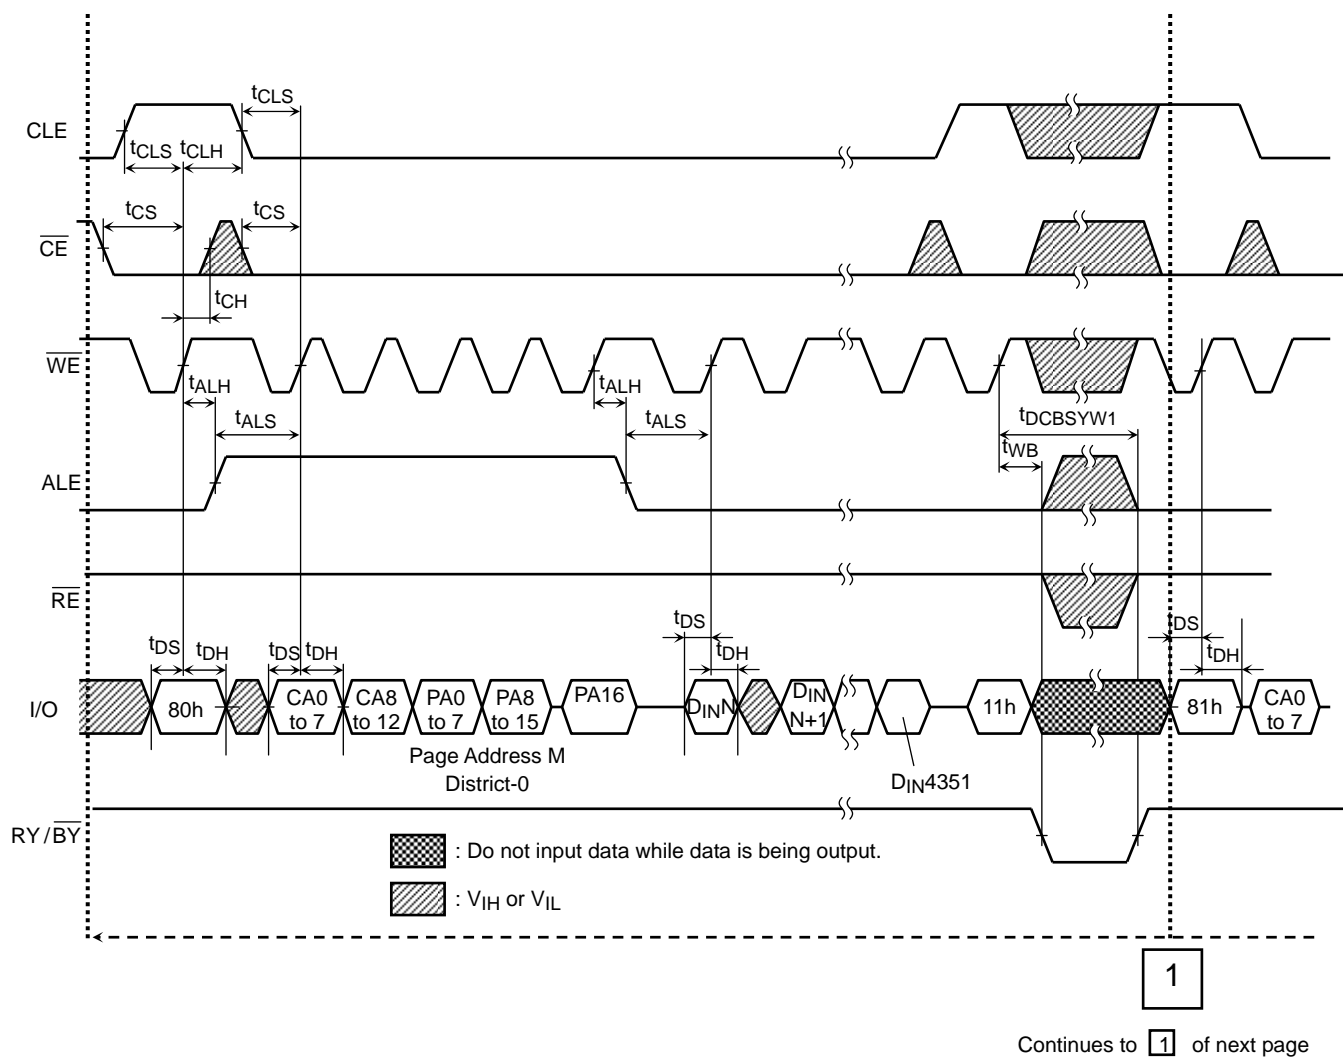 tCLS
CLE
tCLS tCLH
tCS tCS
CE
tCH
WE
tALH tALH
tALS tALS
tDCBSYW1
tWB
ALE
RE
tDS tDH tDS tDH tDS tDH DS tDH
I/O
80h
CA0 to 7
CA8 to 12
PA0 to 7
PA8 to 15
PA16
DINN
DIN N+1
11h
81h
CA0 to 7
Page Address M
District-0
DIN4351
RY/BY
: Do not input data while data is being output.
: VIH or VIL
1
Continues to 1 of next page